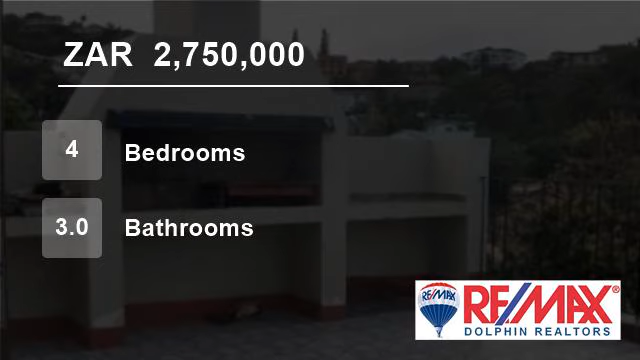 ZAR 2,750,000
4
Bedrooms
3.0
Bathrooms
RE/MAX
RE/MAX®
DOLPHIN REALTORS